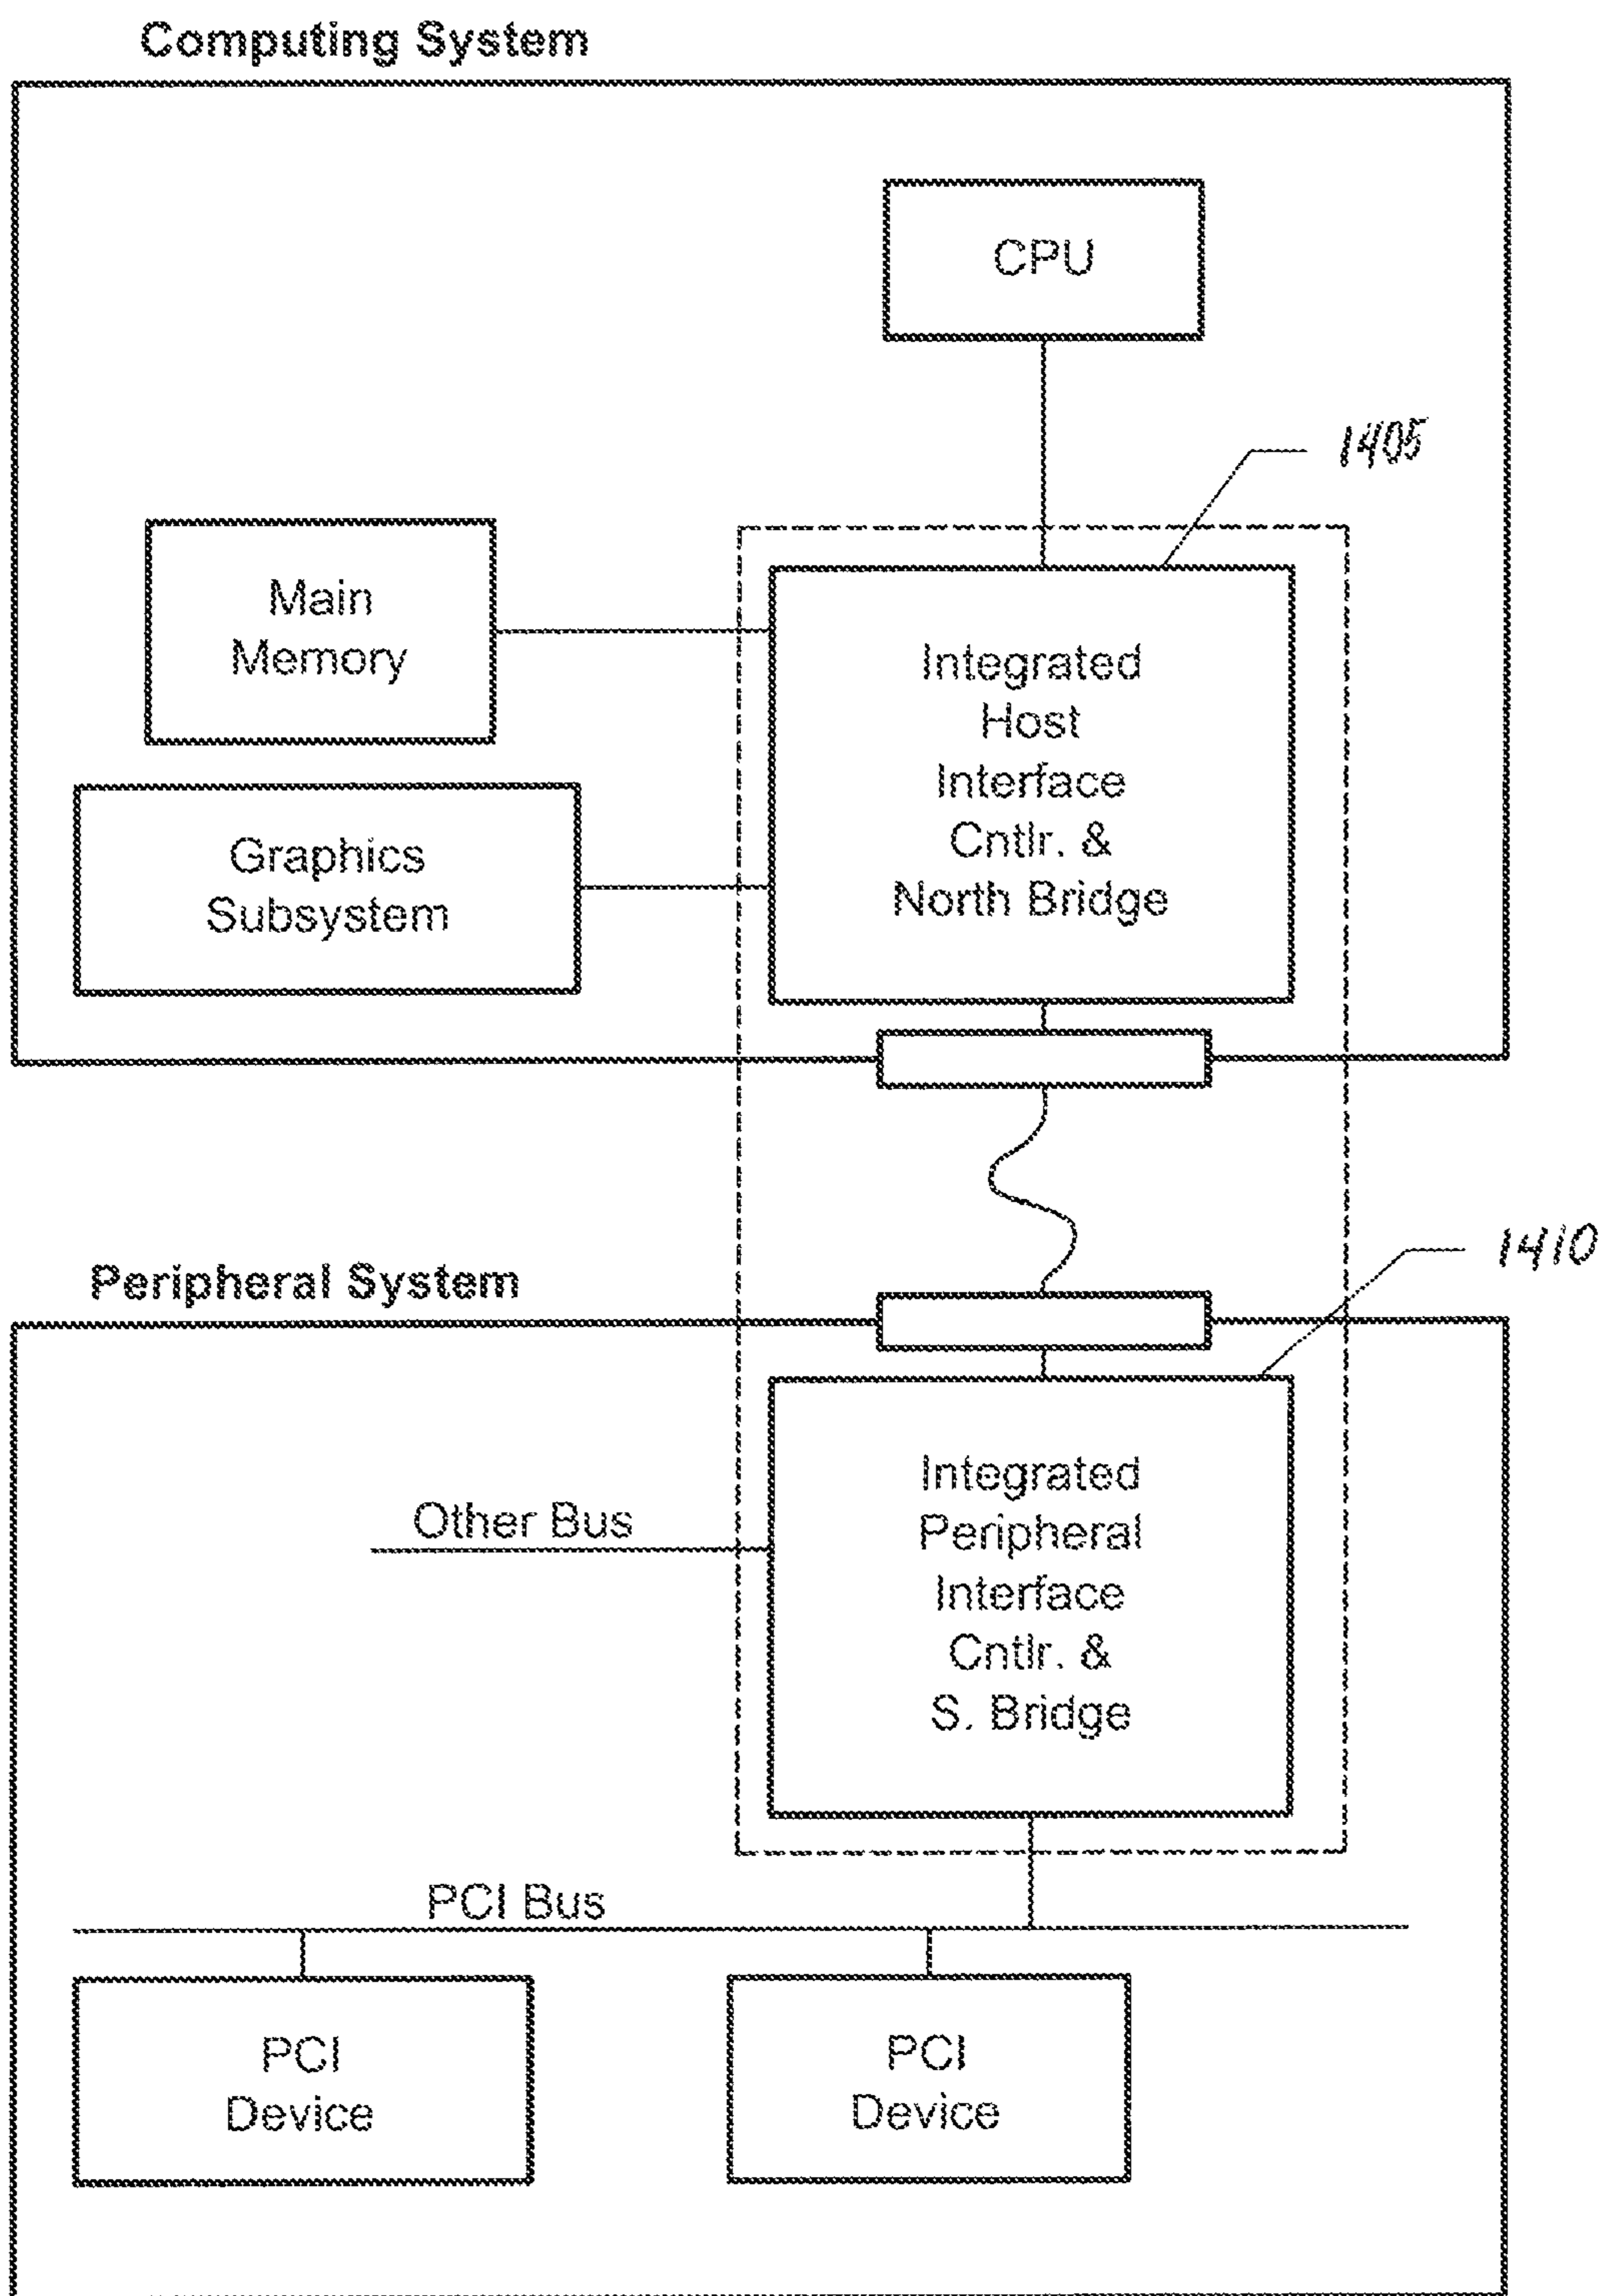 Computing System
CPU
1405
Main
Memory
Integrated
Host
Interface
Cntlr. &
North Bridge
Graphics
Subsystem
1410
Peripheral System
Integrated
Peripheral
Interface
Cntlr. &
S. Bridge
Other Bus
PCI Bus
PCI
Device
PCI
Device